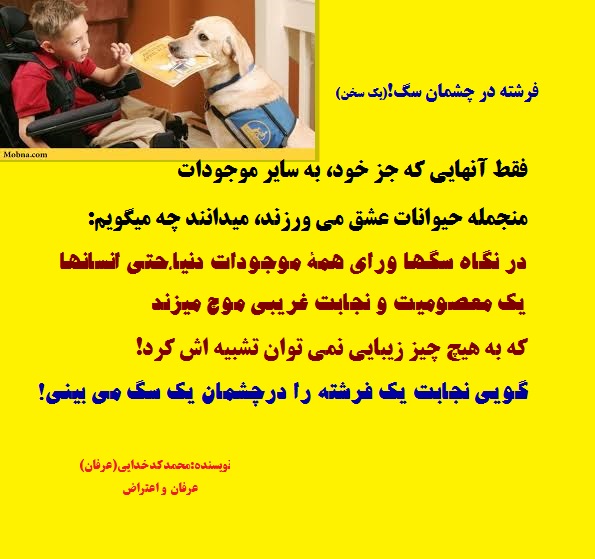 Mobna.com
فرشته در چشمان سگ!(یک سخن)
فقط آنهایی که جز خود، به سایر موجودات
منجمله حیوانات عشق می ورزند، میدانند چه میگویم:
در نگاه سگها ورای همهٔ موجودات دنیا،حتی انسانها
یک معصومیت و نجابت غریبی موج میزند
که به هیچ چیز زیبایی نمی توان تشبیه اش کرد!
گویی نجابت یک فرشته را درچشمان یک سگ می بینی!
نویسنده:محمدکدخدایی(عرفان)
عرفان و اعتراض